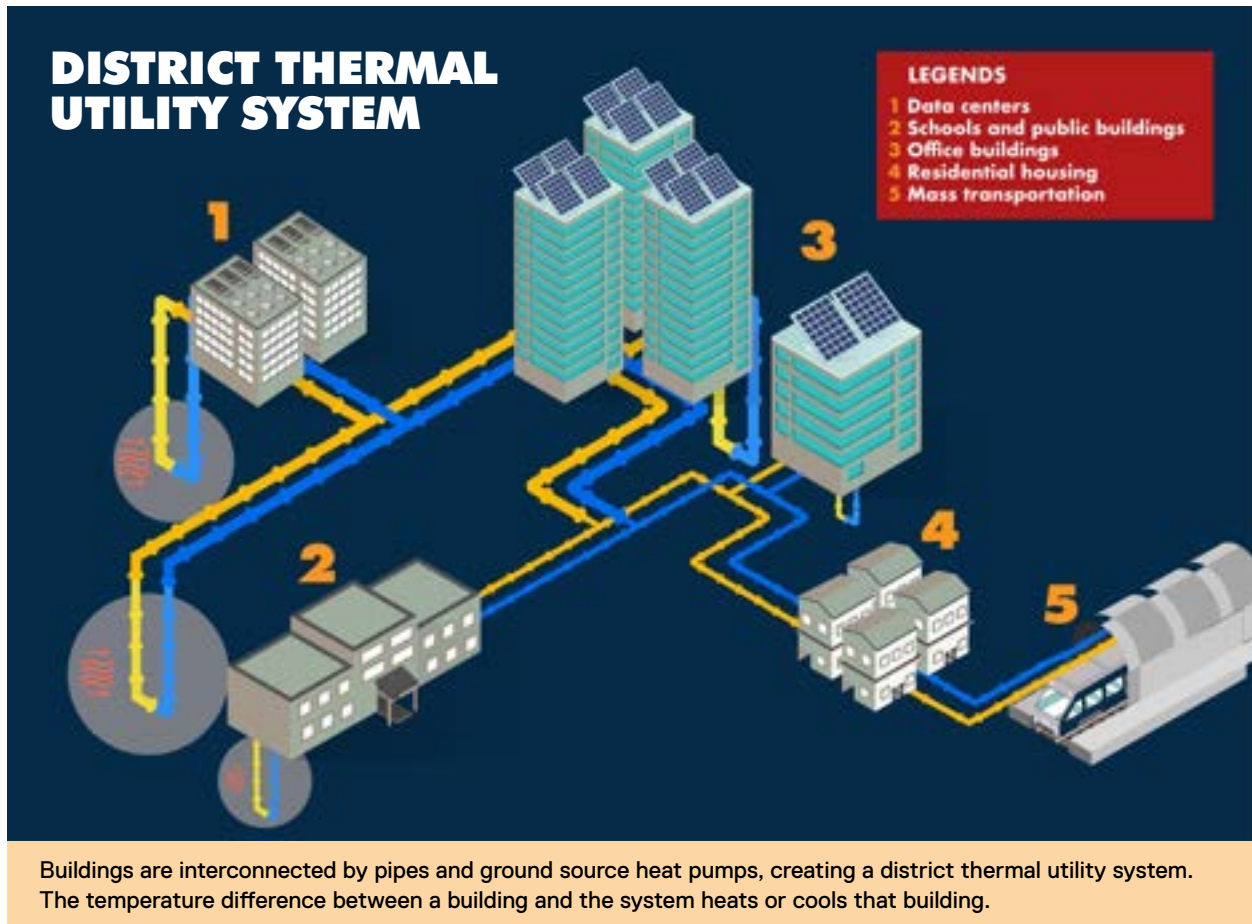 DISTRICT THERMAL
UTILITY SYSTEM
LEGENDS
1 Data centers
2 Schools and public buildings
3 Office buildings
4 Residential housing
5 Mass transportation
1
3
2
4
5
Buildings are interconnected by pipes and ground source heat pumps, creating a district thermal utility system.
The temperature difference between a building and the system heats or cools that building.